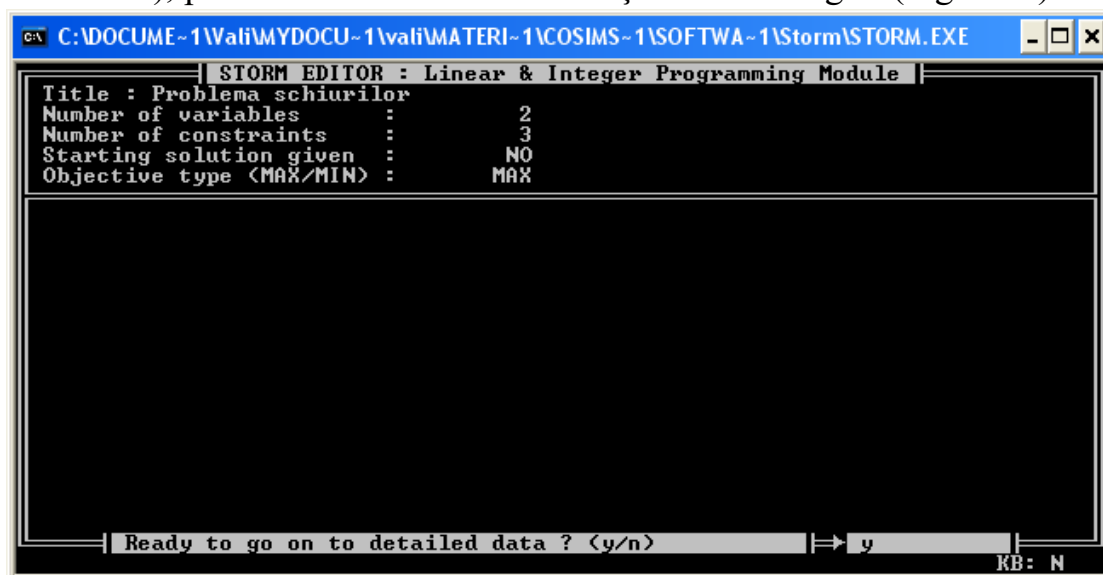 C:\DOCUME~1\Vali\MYDOCU~1\vali\MATERI~1\COSIMS~1\SOFTWA~1\Storm\STORM.EXE
STORM EDITOR : Linear & Integer Programming Module
Title : Problema schiurilor
Number of variables : 2
Number of constraints : 3
Starting solution given : NO
Objective type (MAX/MIN) : MAX
Ready to go on to detailed data ? (y/n) y
KB: N